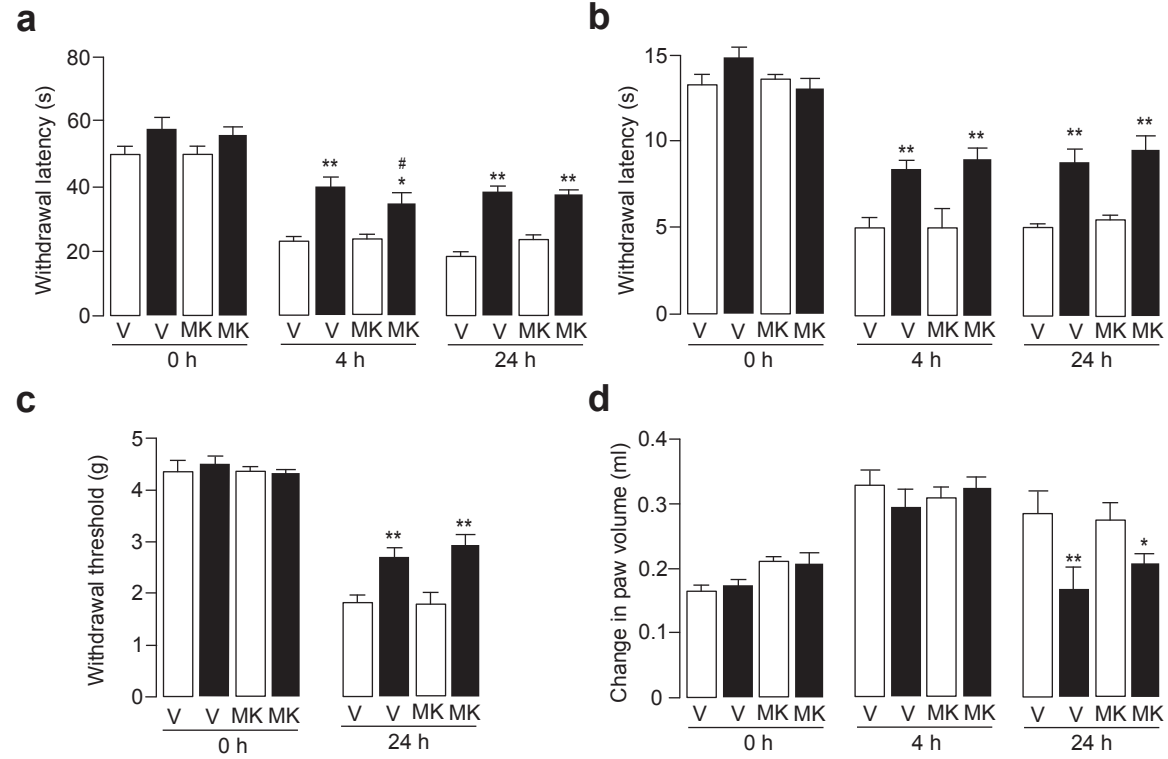 a
Withdrawal latency (s)
80
60
40
20
0
**
#
*
**
**
V V MK MK
V V MK MK
V V MK MK
0 h
4 h
24 h
b
Withdrawal latency (s)
15
10
5
0
**
**
**
**
V V MK MK
V V MK MK
V V MK MK
0 h
4 h
24 h
c
Withdrawal threshold (g)
5
4
3
2
1
0
**
**
V V MK MK
V V MK MK
0 h
24 h
d
Change in paw volume (ml)
0.4
0.3
0.2
0.1
0
**
*
V V MK MK
V V MK MK
V V MK MK
0 h
4 h
24 h